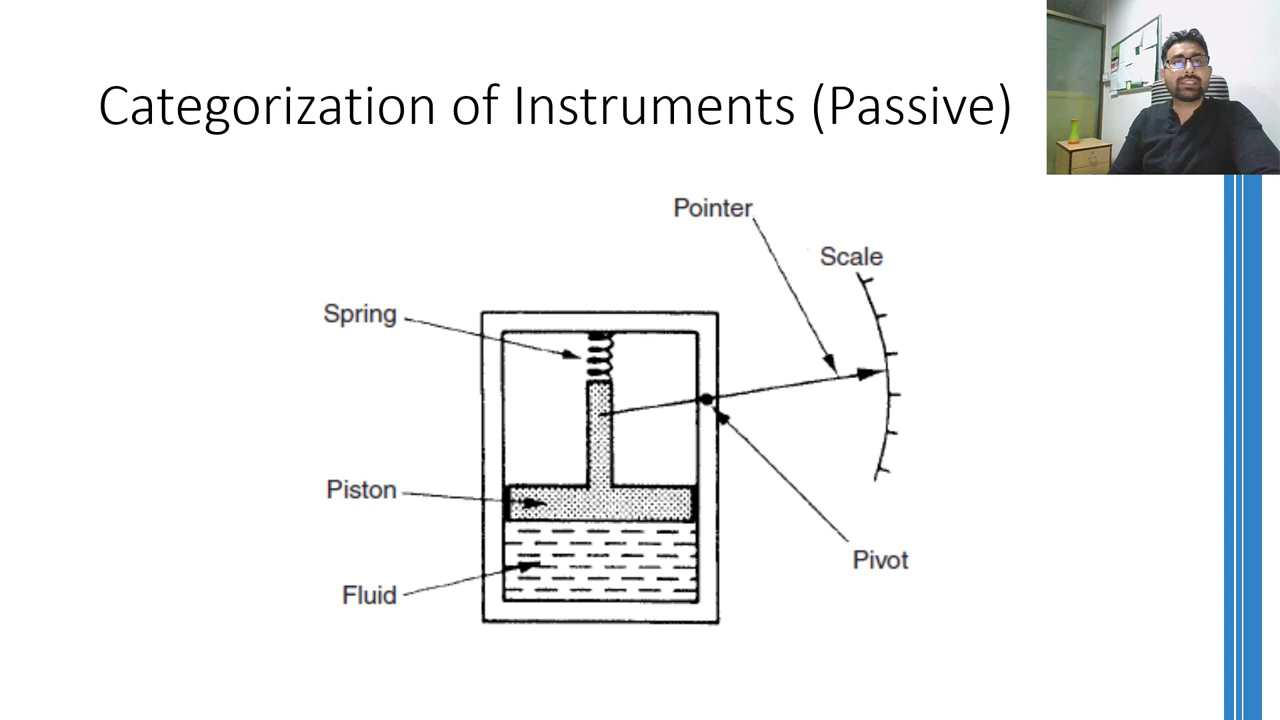 Categorization of Instruments (Passive)
Pointer
Scale
Spring
Piston
Pivot
Fluid